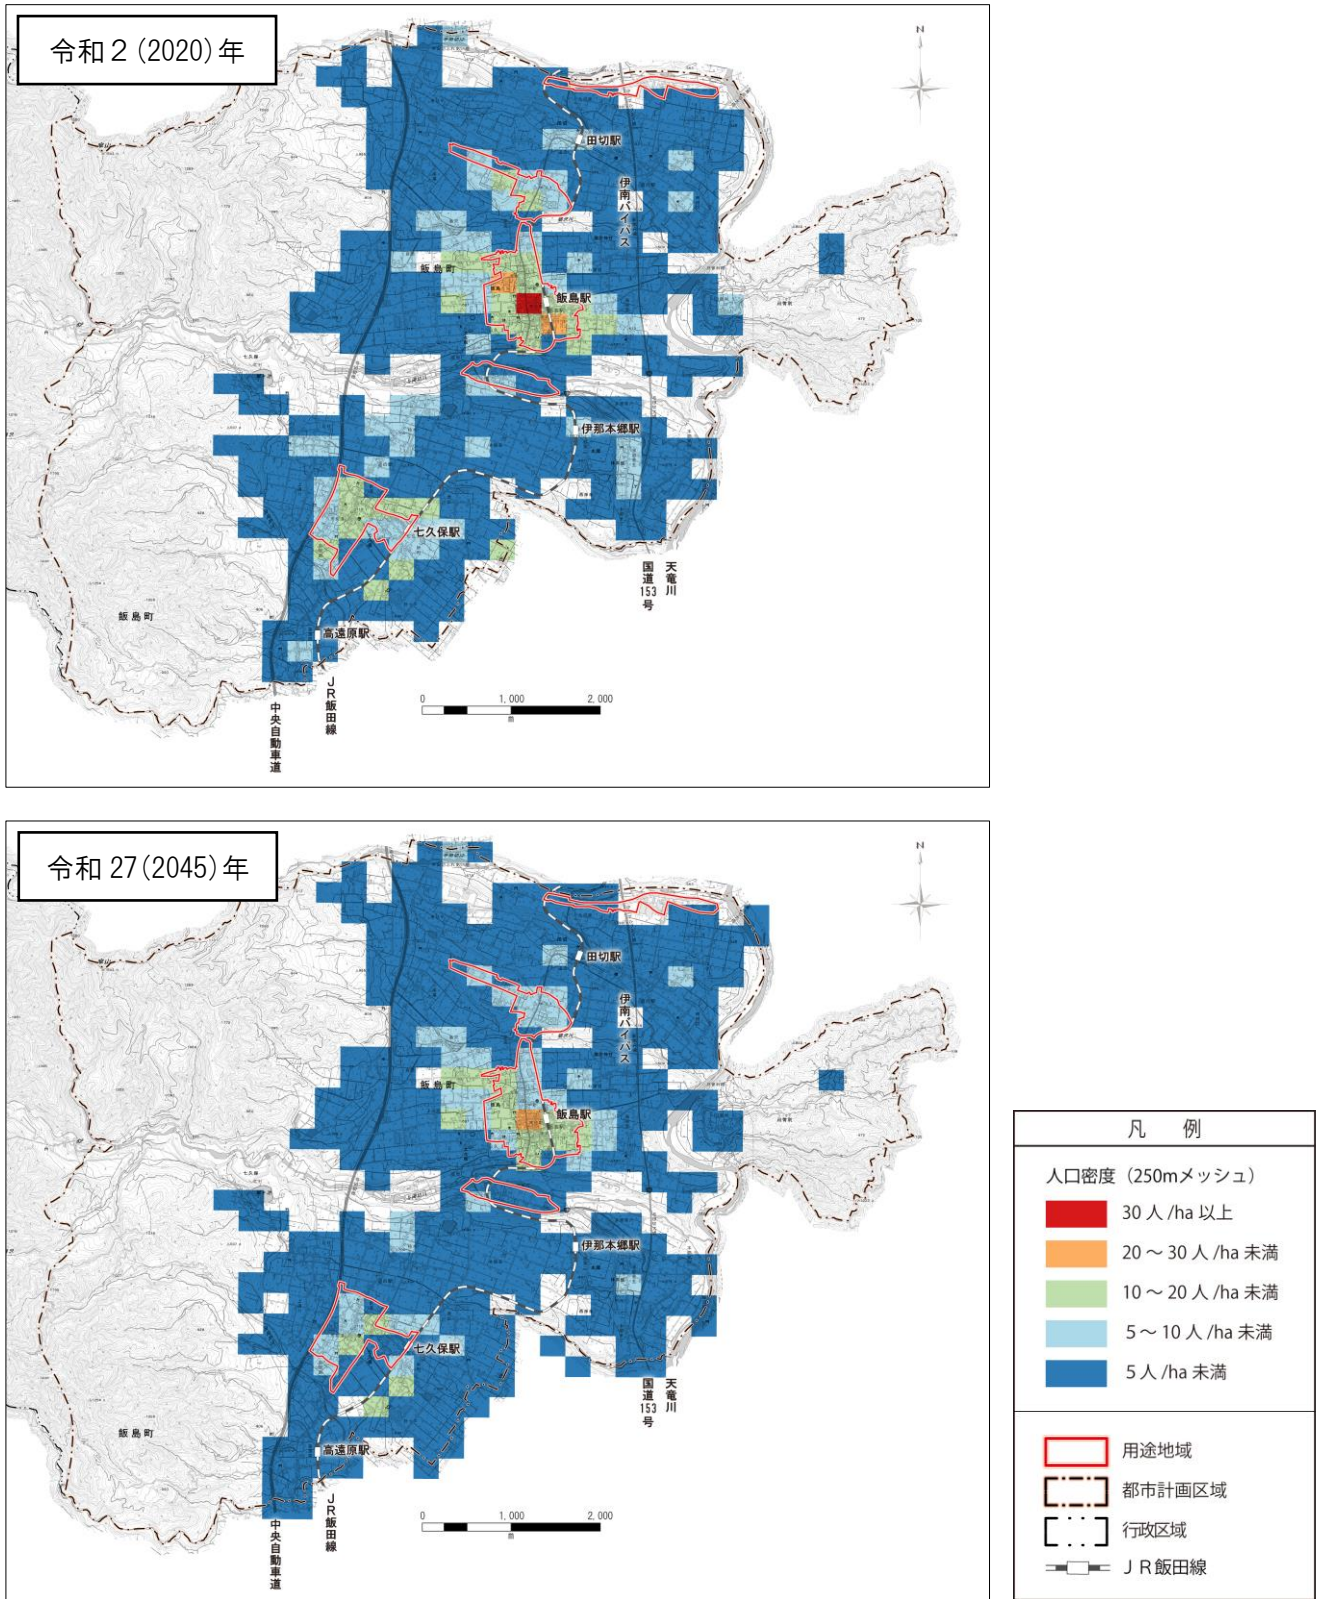 令和2(2020)年
N
田切駅
伊南バイパス
飯島町
飯島駅
七久保
伊那本郷駅
七久保駅
国道153号
天竜川
飯島町
高遠原駅
JR飯田線
中央自動車道
0 1,000 2,000
m
令和27(2045)年
N
田切駅
伊南バイパス
飯島町
飯島駅
七久保
伊那本郷駅
七久保駅
国道153号
天竜川
飯島町
高遠原駅
JR飯田線
中央自動車道
0 1,000 2,000
m
凡 例
人口密度(250mメッシュ)
30人/ha以上
20～30人/ha未満
10～20人/ha未満
5～10人/ha未満
5人/ha未満
用途地域
都市計画区域
行政区域
JR飯田線